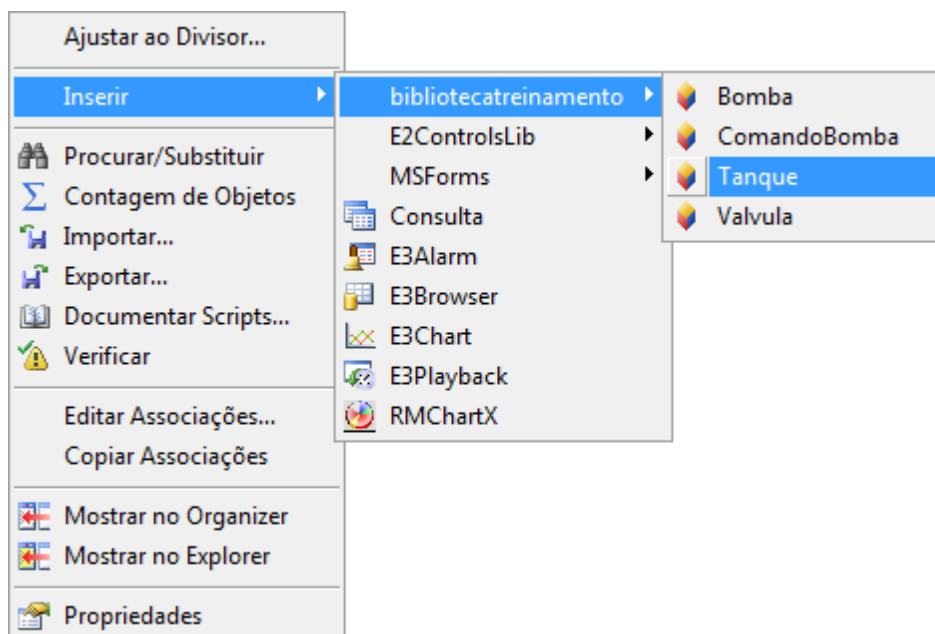 Ajustar ao Divisor...
Inserir
Procurar/Substituir
Contagem de Objetos
Importar...
Exportar...
Documentar Scripts...
Verificar
Editar Associações...
Copiar Associações
Mostrar no Organizer
Mostrar no Explorer
Propriedades
bibliotecatreinamento
E2ControlsLib
MSForms
Consulta
E3Alarm
E3Browser
E3Chart
E3Playback
RMChartX
Bomba
ComandoBomba
Tanque
Valvula